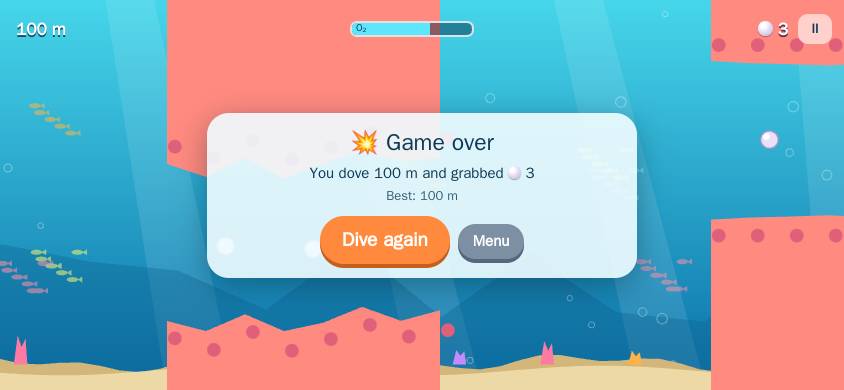 100 m
O₂
3
Game over
You dove 100 m and grabbed 3
Best: 100 m
Dive again
Menu